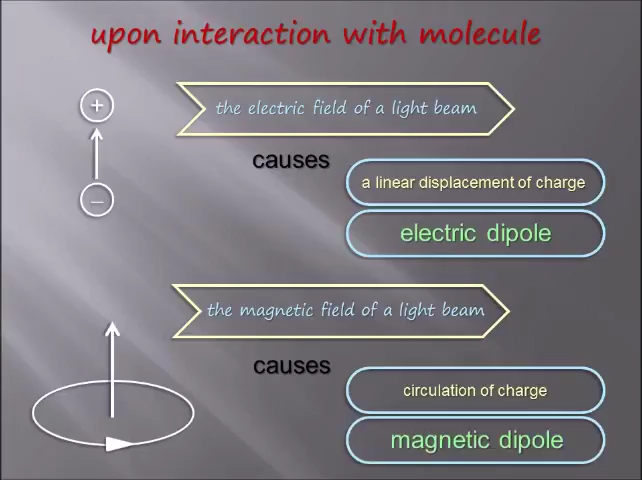 upon interaction with molecule
+
the electric field of a light beam
causes
a linear displacement of charge
–
electric dipole
the magnetic field of a light beam
causes
circulation of charge
magnetic dipole